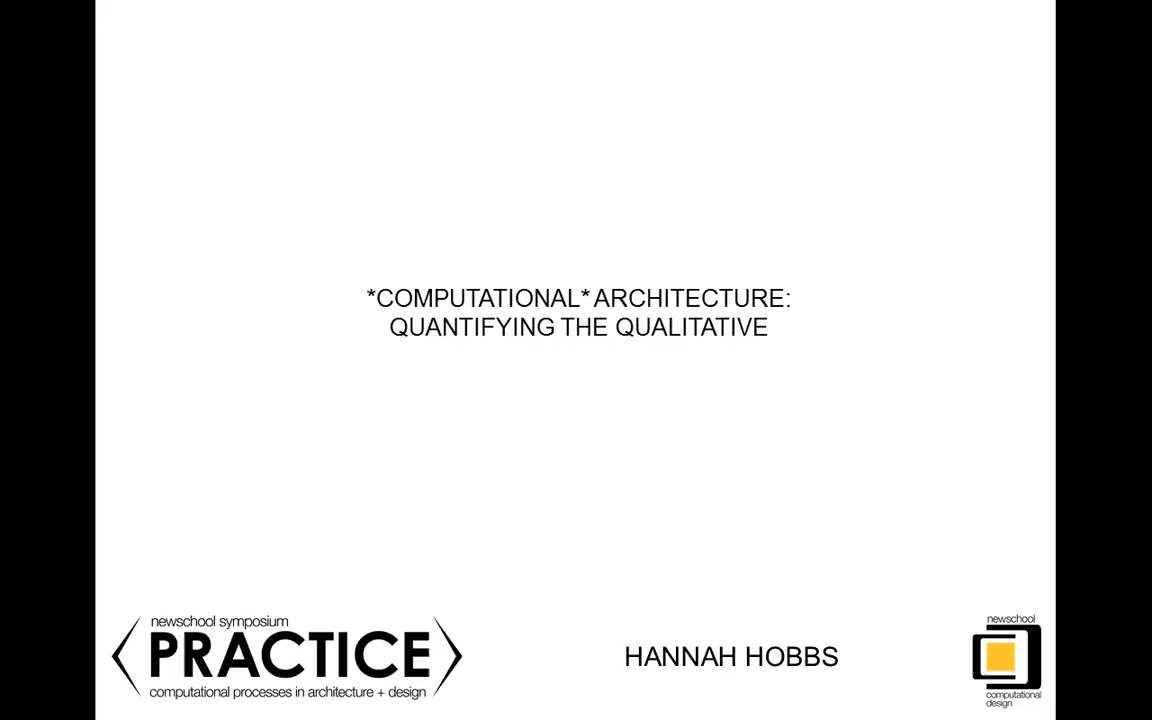 *COMPUTATIONAL* ARCHITECTURE:
QUANTIFYING THE QUALITATIVE
newschool symposium
PRACTICE
computational processes in architecture + design
HANNAH HOBBS
newschool
computational
design